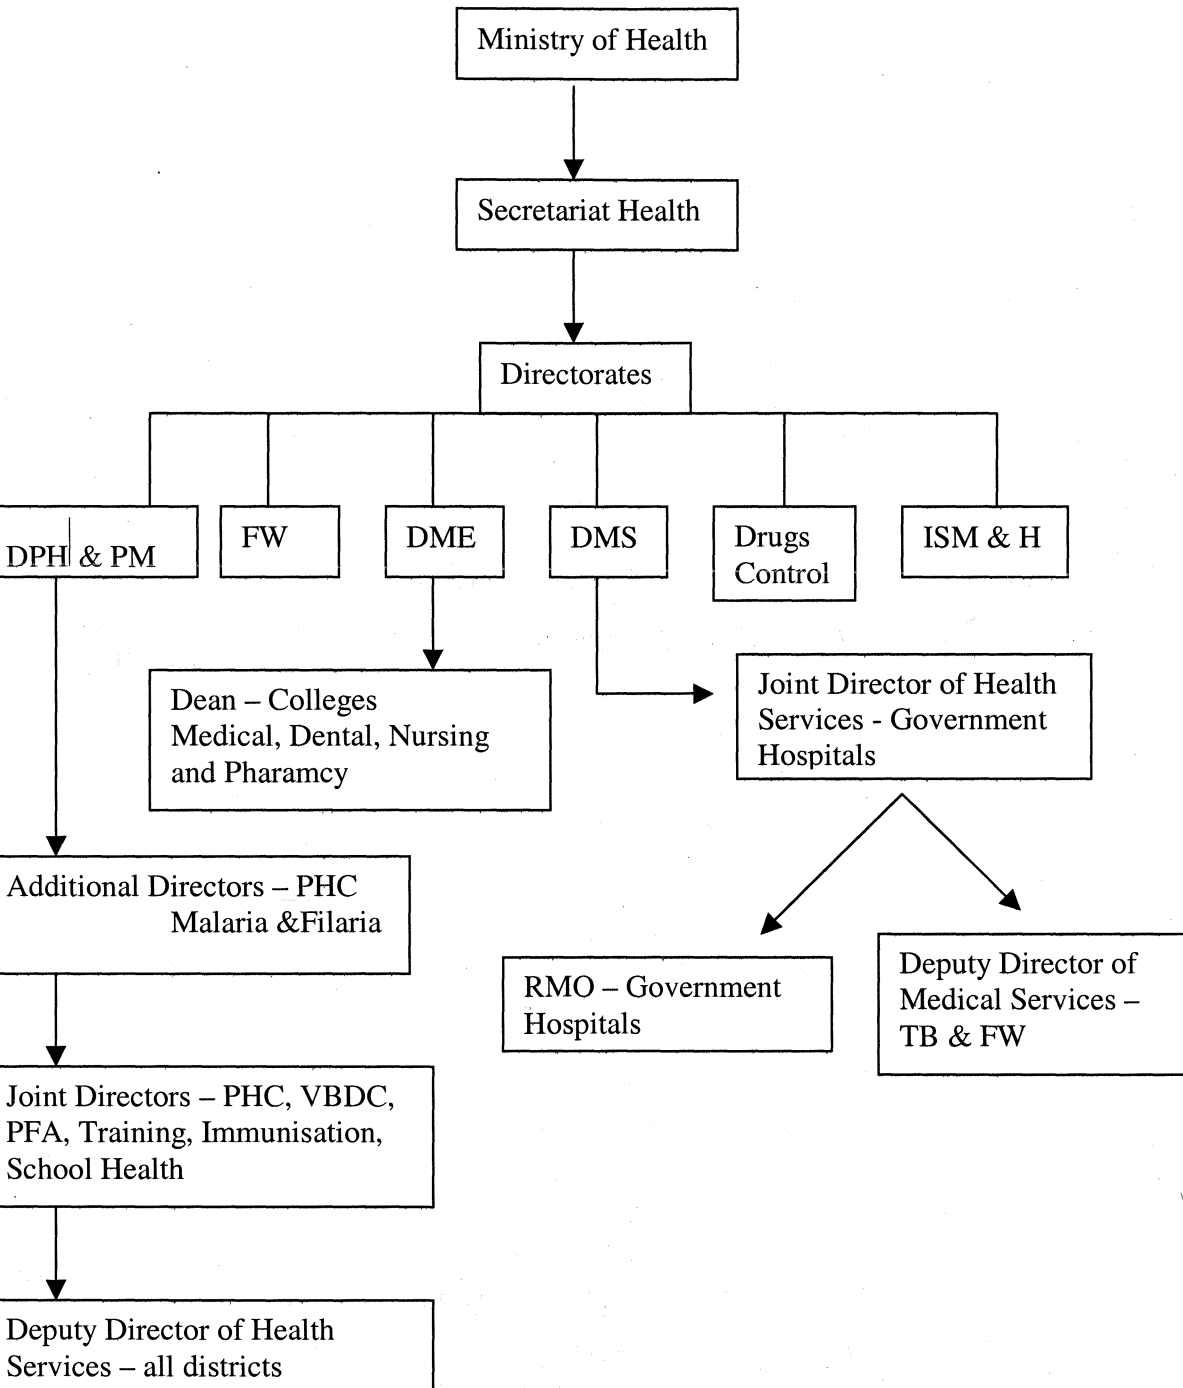 Ministry of Health
Secretariat Health
Directorates
DPH & PM
FW
DME
DMS
Drugs
Control
ISM & H
Dean – Colleges
Medical, Dental, Nursing
and Pharamcy
Joint Director of Health
Services - Government
Hospitals
Additional Directors – PHC
Malaria &Filaria
RMO – Government
Hospitals
Deputy Director of
Medical Services –
TB & FW
Joint Directors – PHC, VBDC,
PFA, Training, Immunisation,
School Health
Deputy Director of Health
Services – all districts